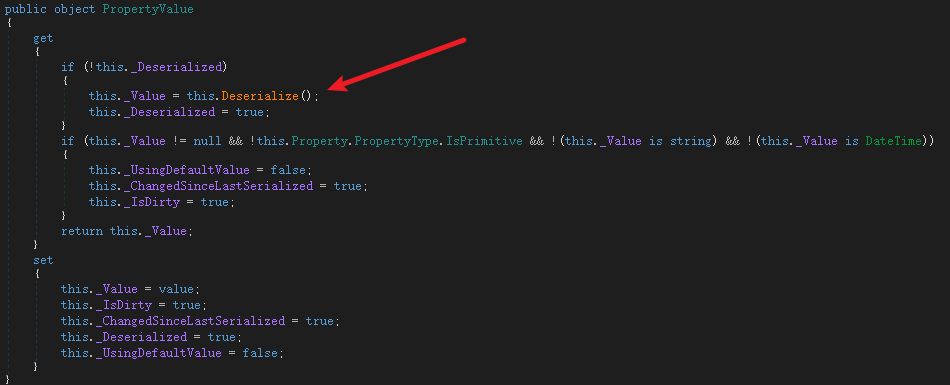 public object PropertyValue
{
    get
    {
        if (!this._Deserialized)
        {
            this._Value = this.Deserialize();
            this._Deserialized = true;
        }
        if (this._Value != null && !this.Property.PropertyType.IsPrimitive && !(this._Value is string) && !(this._Value is DateTime))
        {
            this._UsingDefaultValue = false;
            this._ChangedSinceLastSerialized = true;
            this._IsDirty = true;
        }
        return this._Value;
    }
    set
    {
        this._Value = value;
        this._IsDirty = true;
        this._ChangedSinceLastSerialized = true;
        this._Deserialized = true;
        this._UsingDefaultValue = false;
    }
}